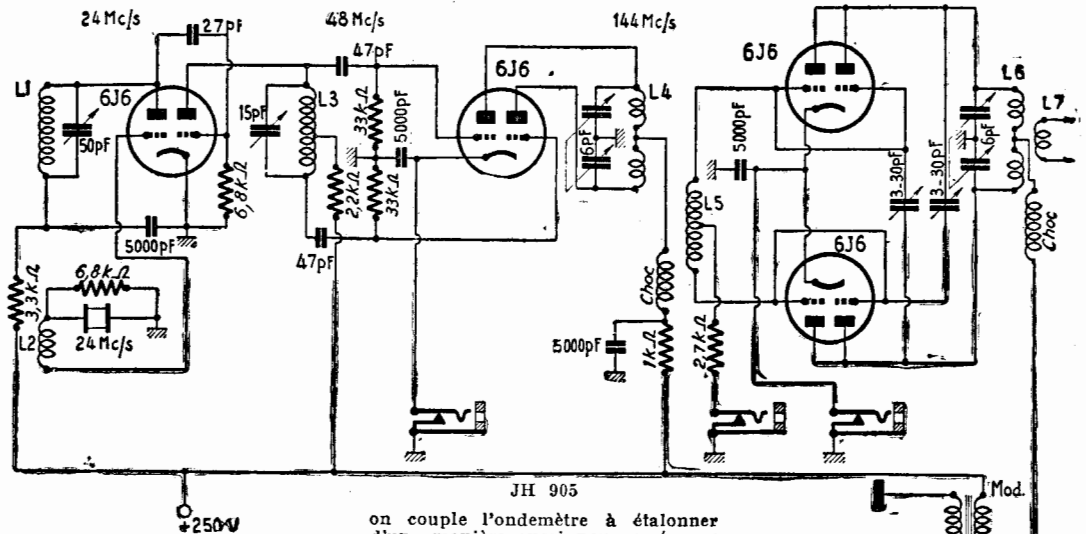 24 Mc/s
48 Mc/s
144 Mc/s
27pF
47pF
6J6
L1
6J6
50pF
15pF
L3
33kΩ
5000pF
6J6
L4
6pF
5000pF
6J6
L6
L7
6pF
3-30pF
3-30pF
6,8kΩ
5000pF
2,2kΩ
33kΩ
47pF
L5
6J6
Choc
3,3kΩ
6,8kΩ
L2
24 Mc/s
Choc
5000pF
1kΩ
2,7kΩ
+250V
JH 905
Mod.
on couple l'ondemètre à étalonner